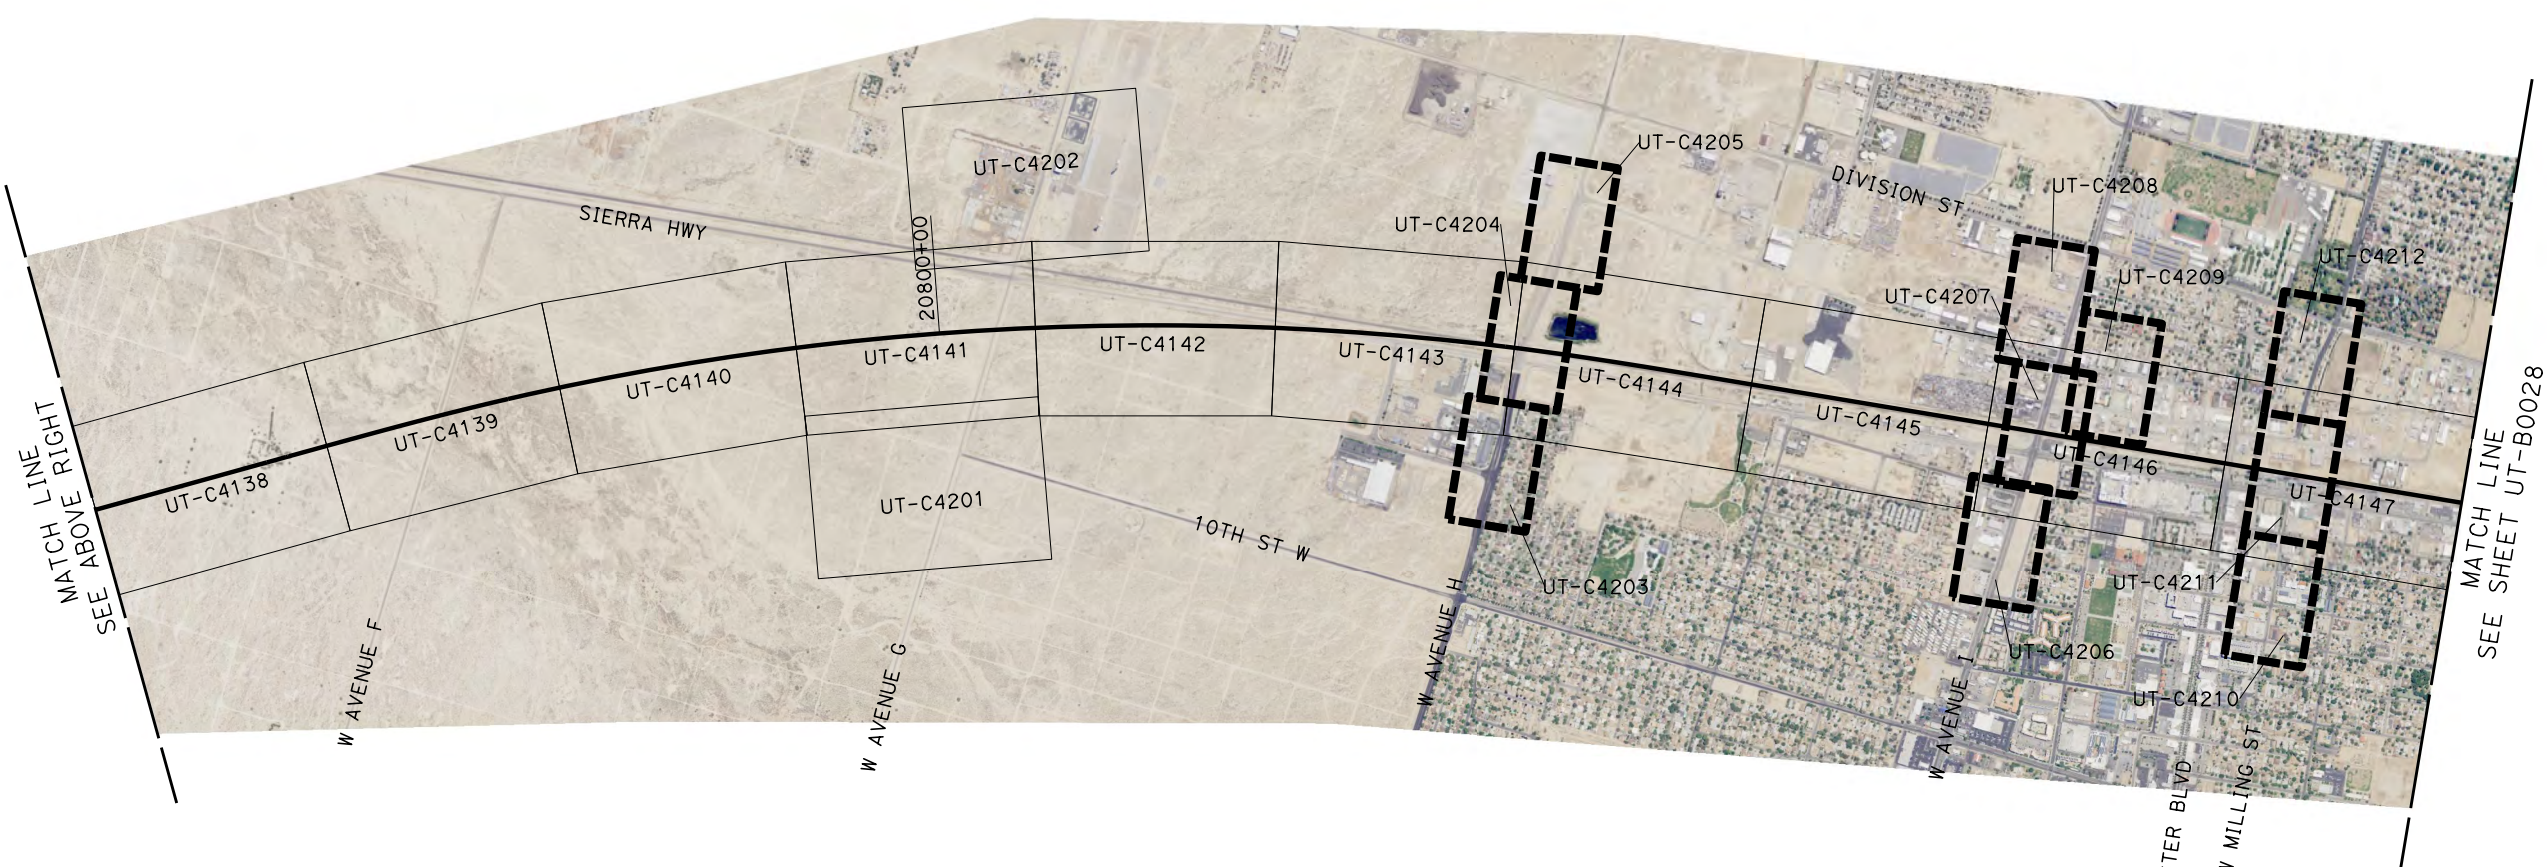 UT-C4202
UT-C4205
DIVISION ST
UT-C4208
SIERRA HWY
20800+00
UT-C4204
UT-C4212
UT-C4209
UT-C4207
UT-C4138
UT-C4139
UT-C4140
UT-C4141
UT-C4142
UT-C4143
UT-C4144
UT-C4145
UT-C4146
UT-C4147
MATCH LINE
SEE ABOVE RIGHT
MATCH LINE
SEE SHEET UT-B0028
UT-C4201
10TH ST W
UT-C4203
UT-C4211
UT-C4206
UT-C4210
W AVENUE F
W AVENUE G
W AVENUE H
W AVENUE I
TER BLVD
W MILLING ST